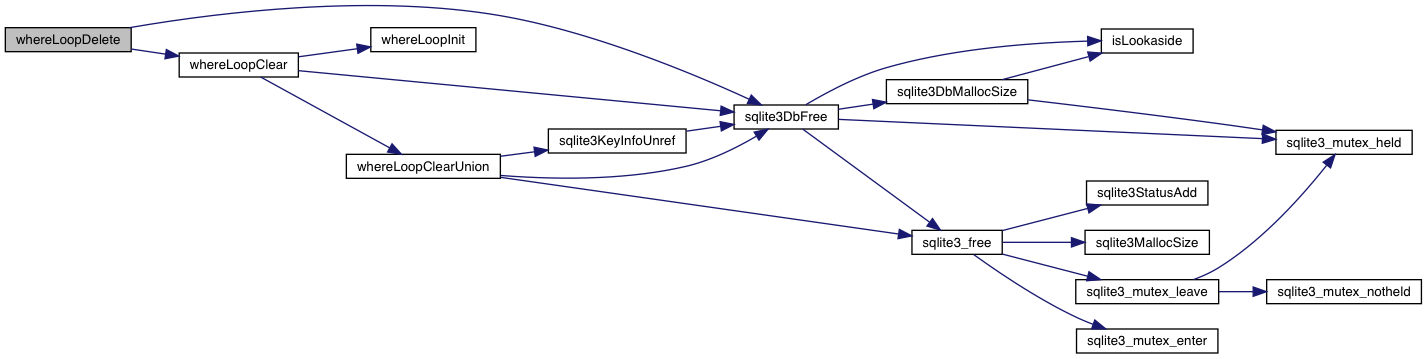 whereLoopDelete
whereLoopClear
whereLoopInit
whereLoopClearUnion
sqlite3KeyInfoUnref
sqlite3DbFree
sqlite3DbMallocSize
isLookaside
sqlite3_mutex_held
sqlite3_free
sqlite3StatusAdd
sqlite3MallocSize
sqlite3_mutex_leave
sqlite3_mutex_notheld
sqlite3_mutex_enter